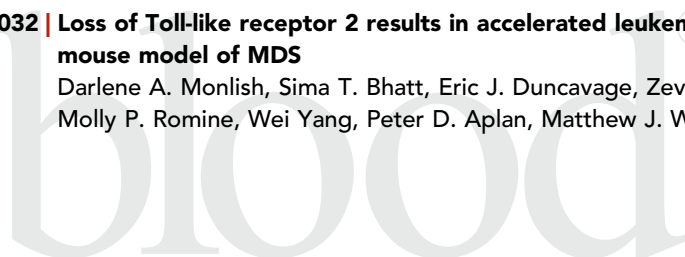 032 | Loss of Toll-like receptor 2 results in accelerated leuke
mouse model of MDS
Darlene A. Monlish, Sima T. Bhatt, Eric J. Duncavage, Zev
Molly P. Romine, Wei Yang, Peter D. Aplan, Matthew J. W
blood